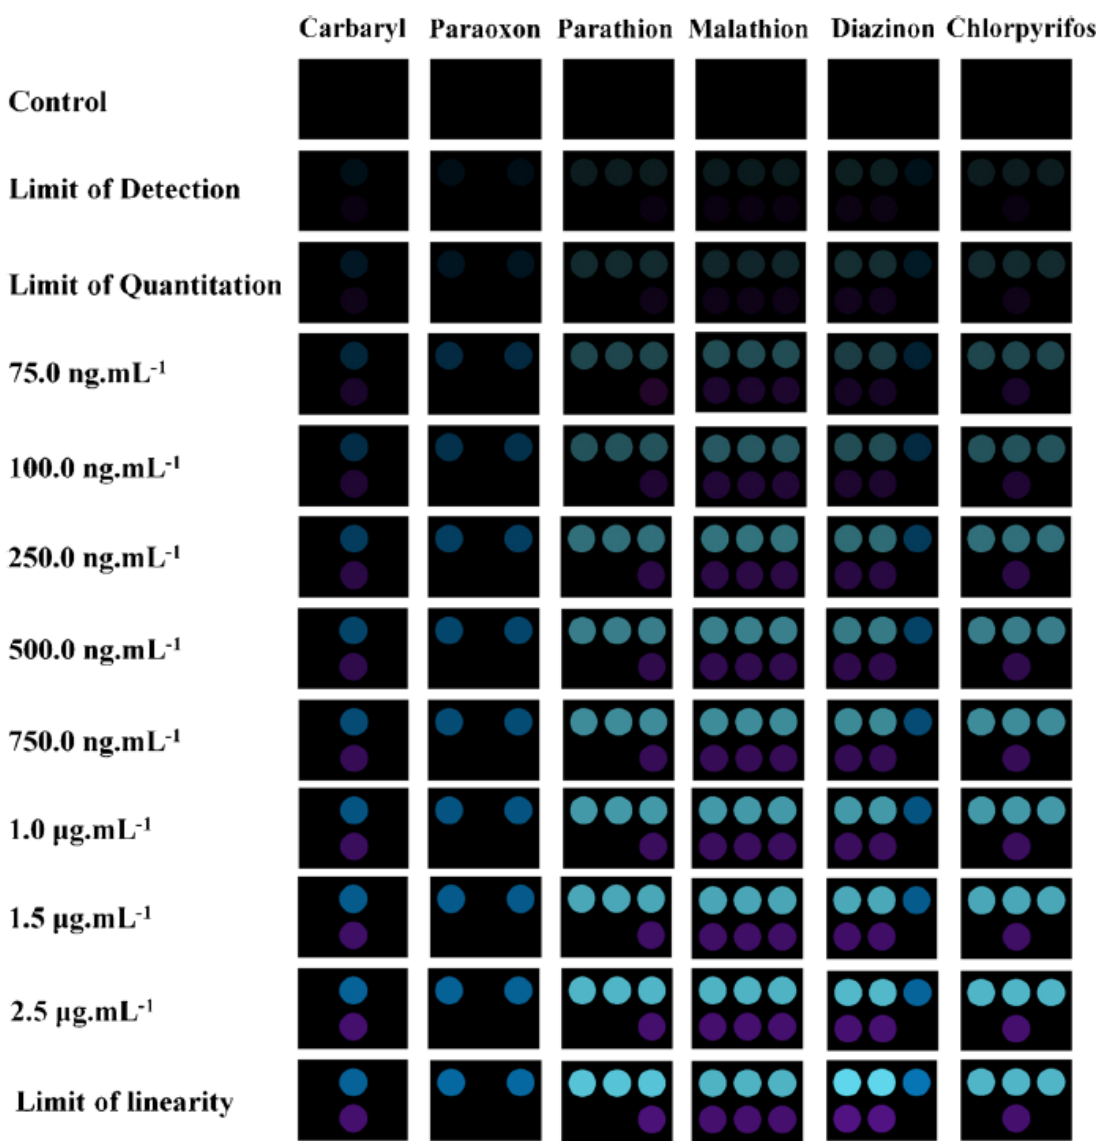 Carbaryl Paraoxon Parathion Malathion Diazinon Chlorpyrifos
Control
Limit of Detection
Limit of Quantitation
75.0 ng.mL⁻¹
100.0 ng.mL⁻¹
250.0 ng.mL⁻¹
500.0 ng.mL⁻¹
750.0 ng.mL⁻¹
1.0 µg.mL⁻¹
1.5 µg.mL⁻¹
2.5 µg.mL⁻¹
Limit of linearity